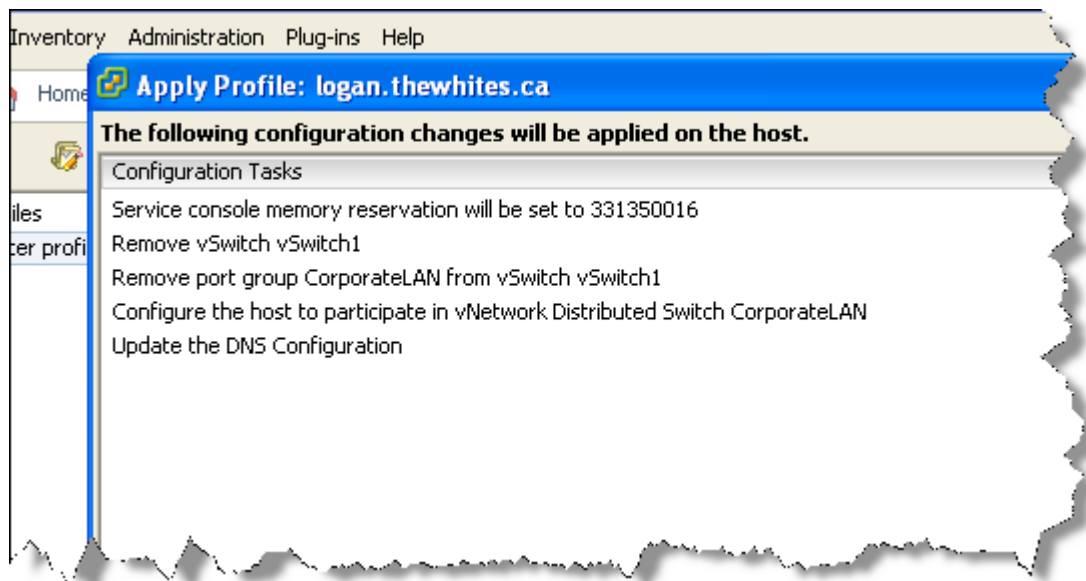 Inventory Administration Plug-ins Help
Home
Apply Profile: logan.thewhites.ca
The following configuration changes will be applied on the host.
Configuration Tasks
Service console memory reservation will be set to 331350016
Remove vSwitch vSwitch1
Remove port group CorporateLAN from vSwitch vSwitch1
Configure the host to participate in vNetwork Distributed Switch CorporateLAN
Update the DNS Configuration
iles
ter profi